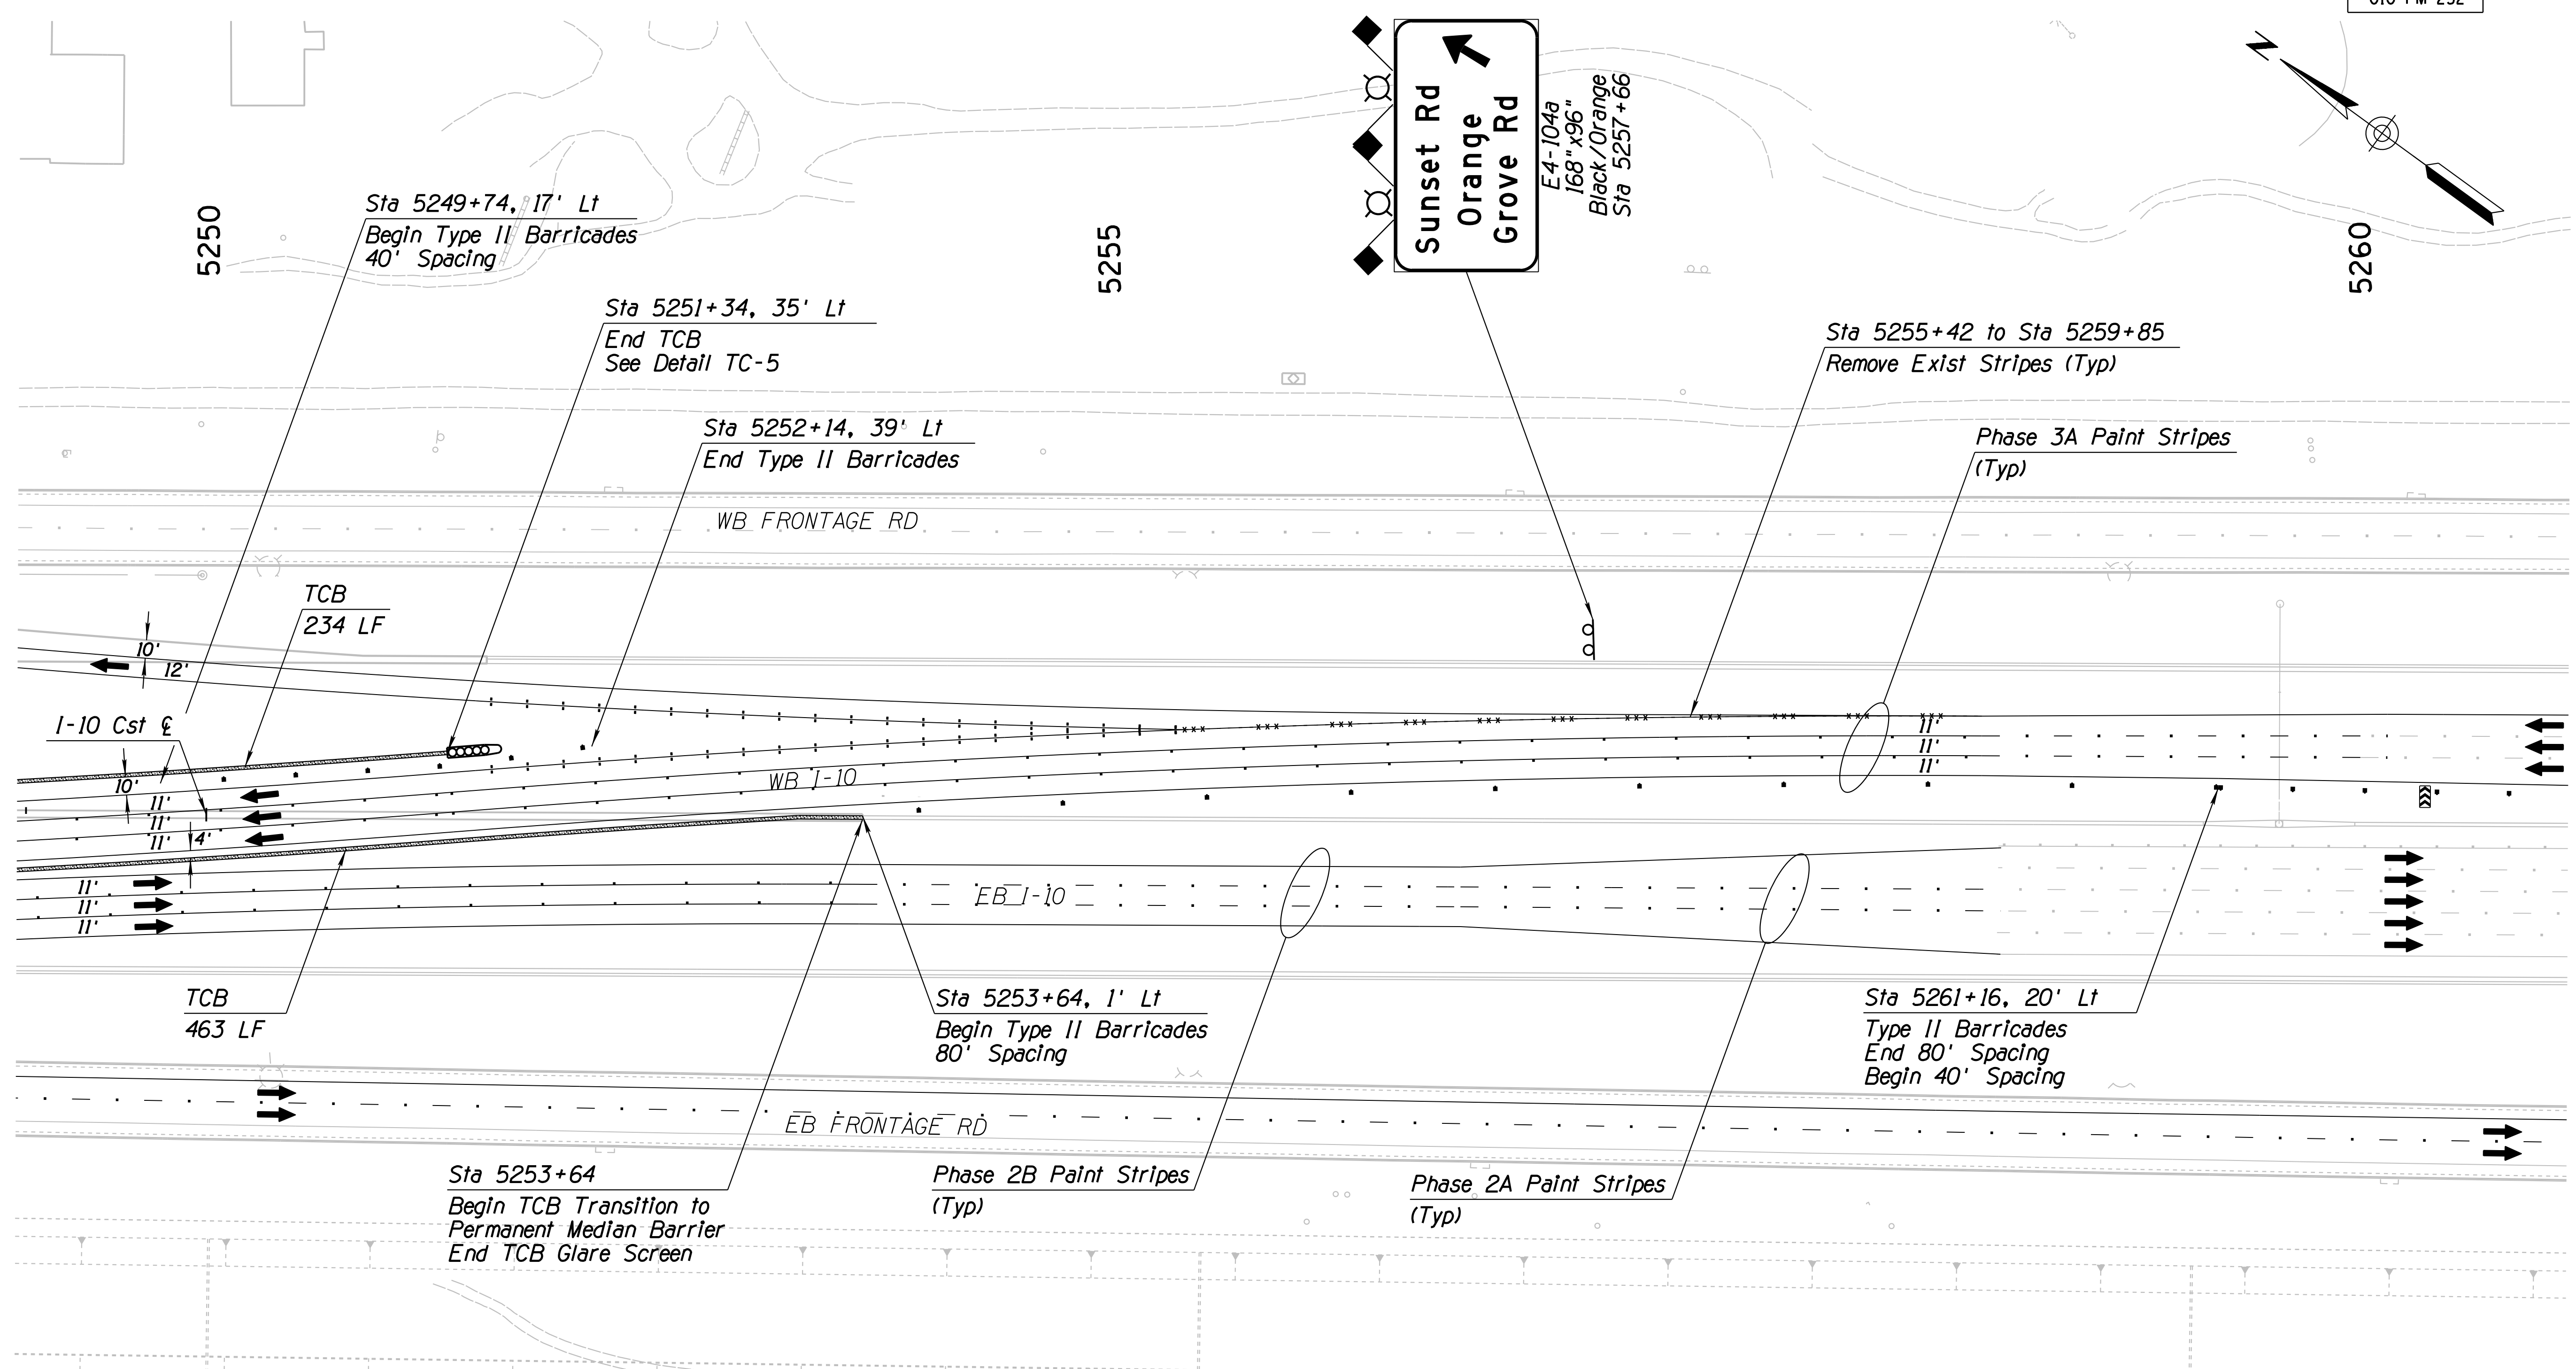 N
Sunset Rd
Orange
Grove Rd
E4-104a
168"x96"
Black/Orange
Sta 5257+66
5250
5255
5260
Sta 5249+74, 17' Lt
Begin Type II Barricades
40' Spacing
Sta 5251+34, 35' Lt
End TCB
See Detail TC-5
Sta 5252+14, 39' Lt
End Type II Barricades
Sta 5255+42 to Sta 5259+85
Remove Exist Stripes (Typ)
Phase 3A Paint Stripes
(Typ)
WB FRONTAGE RD
TCB
234 LF
10'
12'
I-10 Cst ℄
10'
11'
11'
11'
4'
WB I-10
11'
11'
11'
11'
11'
11'
EB I-10
TCB
463 LF
Sta 5253+64, 1' Lt
Begin Type II Barricades
80' Spacing
Sta 5261+16, 20' Lt
Type II Barricades
End 80' Spacing
Begin 40' Spacing
EB FRONTAGE RD
Sta 5253+64
Begin TCB Transition to
Permanent Median Barrier
End TCB Glare Screen
Phase 2B Paint Stripes
(Typ)
Phase 2A Paint Stripes
(Typ)